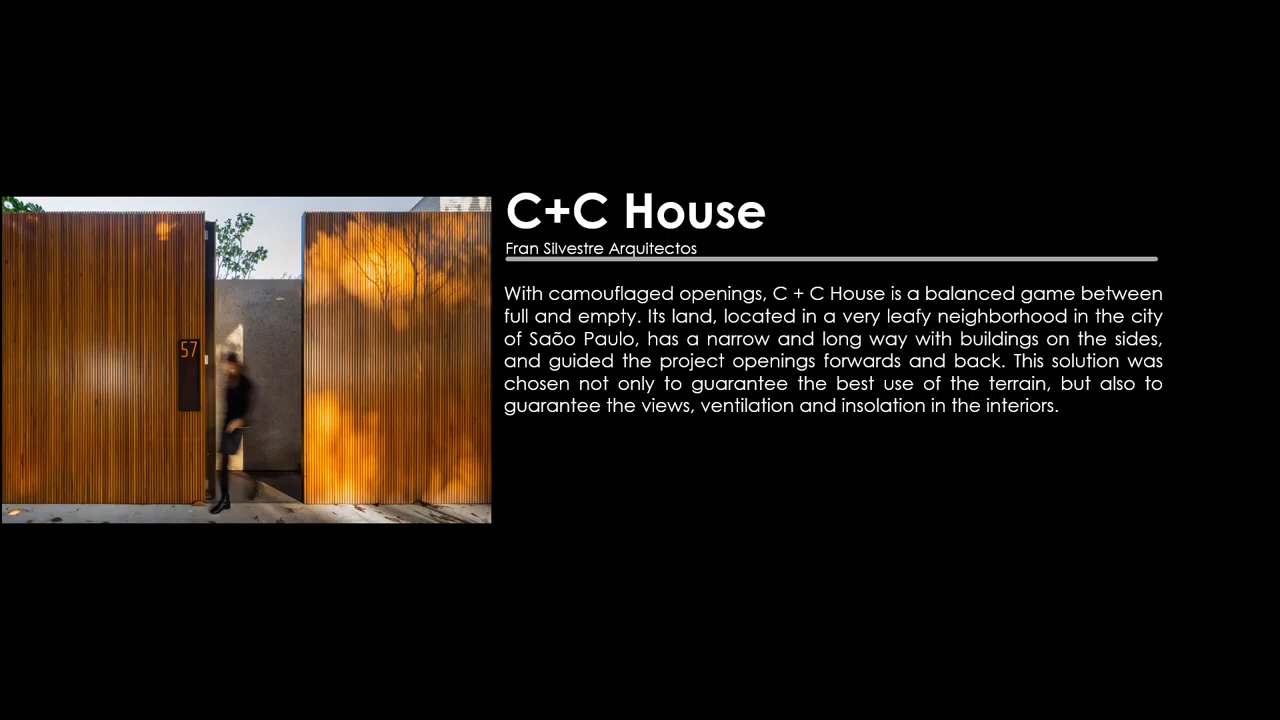 C+C House
Fran Silvestre Arquitectos
With camouflaged openings, C + C House is a balanced game between
full and empty. Its land, located in a very leafy neighborhood in the city
of Saõo Paulo, has a narrow and long way with buildings on the sides,
and guided the project openings forwards and back. This solution was
chosen not only to guarantee the best use of the terrain, but also to
guarantee the views, ventilation and insolation in the interiors.
57